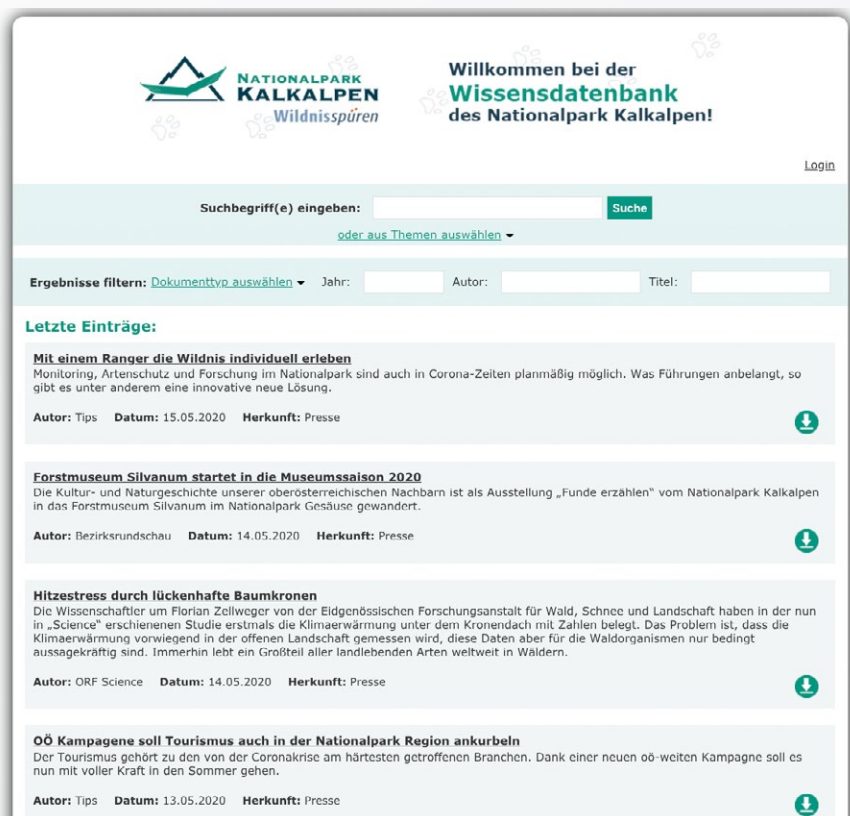 NATIONALPARK
KALKALPEN
Wildnisspüren
Willkommen bei der
Wissensdatenbank
des Nationalpark Kalkalpen!
Login
Suchbegriff(e) eingeben: Suche
oder aus Themen auswählen
Ergebnisse filtern: Dokumenttyp auswählen Jahr: Autor: Titel:
Letzte Einträge:
Mit einem Ranger die Wildnis individuell erleben
Monitoring, Artenschutz und Forschung im Nationalpark sind auch in Corona-Zeiten planmäßig möglich. Was Führungen anbelangt, so
gibt es unter anderem eine innovative neue Lösung.
Autor: Tips Datum: 15.05.2020 Herkunft: Presse
Forstmuseum Silvanum startet in die Museumssaison 2020
Die Kultur- und Naturgeschichte unserer oberösterreichischen Nachbarn ist als Ausstellung „Funde erzählen“ vom Nationalpark Kalkalpen
in das Forstmuseum Silvanum im Nationalpark Gesäuse gewandert.
Autor: Bezirksrundschau Datum: 14.05.2020 Herkunft: Presse
Hitzestress durch lückenhafte Baumkronen
Die Wissenschaftler um Florian Zellweger von der Eidgenössischen Forschungsanstalt für Wald, Schnee und Landschaft haben in der nun
in „Science“ erschienenen Studie erstmals die Klimaerwärmung unter dem Kronendach mit Zahlen belegt. Das Problem ist, dass die
Klimaerwärmung vorwiegend in der offenen Landschaft gemessen wird, diese Daten aber für die Waldorganismen nur bedingt
aussagekräftig sind. Immerhin lebt ein Großteil aller landlebenden Arten weltweit in Wäldern.
Autor: ORF Science Datum: 14.05.2020 Herkunft: Presse
OÖ Kampagene soll Tourismus auch in der Nationalpark Region ankurbeln
Der Tourismus gehört zu den von der Coronakrise am härtesten getroffenen Branchen. Dank einer neuen oö-weiten Kampagne soll es
nun mit voller Kraft in den Sommer gehen.
Autor: Tips Datum: 13.05.2020 Herkunft: Presse